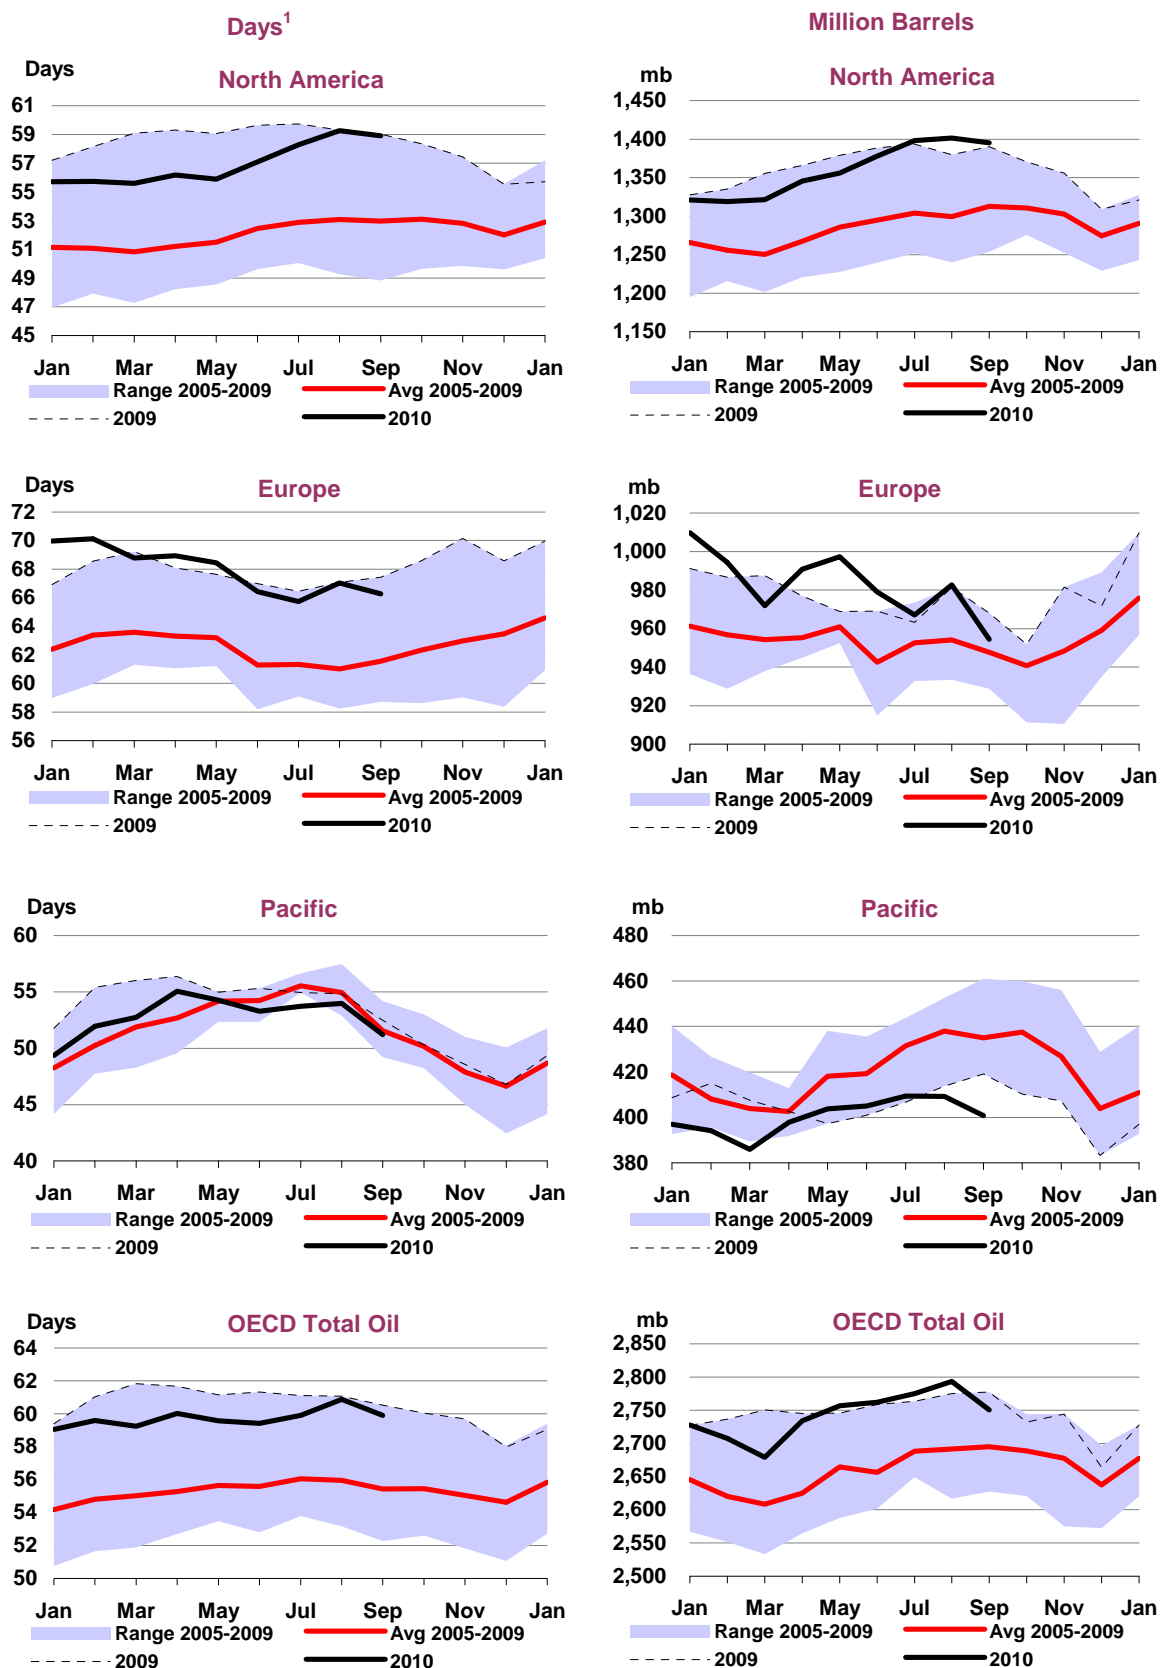 Days1
Million Barrels
Days
North America
61
59
57
55
53
51
49
47
45
Jan Mar May Jul Sep Nov Jan
Range 2005-2009 Avg 2005-2009
2009 2010
mb
North America
1,450
1,400
1,350
1,300
1,250
1,200
1,150
Jan Mar May Jul Sep Nov Jan
Range 2005-2009 Avg 2005-2009
2009 2010
Days
Europe
72
70
68
66
64
62
60
58
56
Jan Mar May Jul Sep Nov Jan
Range 2005-2009 Avg 2005-2009
2009 2010
mb
Europe
1,020
1,000
980
960
940
920
900
Jan Mar May Jul Sep Nov Jan
Range 2005-2009 Avg 2005-2009
2009 2010
Days
Pacific
60
55
50
45
40
Jan Mar May Jul Sep Nov Jan
Range 2005-2009 Avg 2005-2009
2009 2010
mb
Pacific
480
460
440
420
400
380
Jan Mar May Jul Sep Nov Jan
Range 2005-2009 Avg 2005-2009
2009 2010
Days
OECD Total Oil
64
62
60
58
56
54
52
50
Jan Mar May Jul Sep Nov Jan
Range 2005-2009 Avg 2005-2009
2009 2010
mb
OECD Total Oil
2,850
2,800
2,750
2,700
2,650
2,600
2,550
2,500
Jan Mar May Jul Sep Nov Jan
Range 2005-2009 Avg 2005-2009
2009 2010